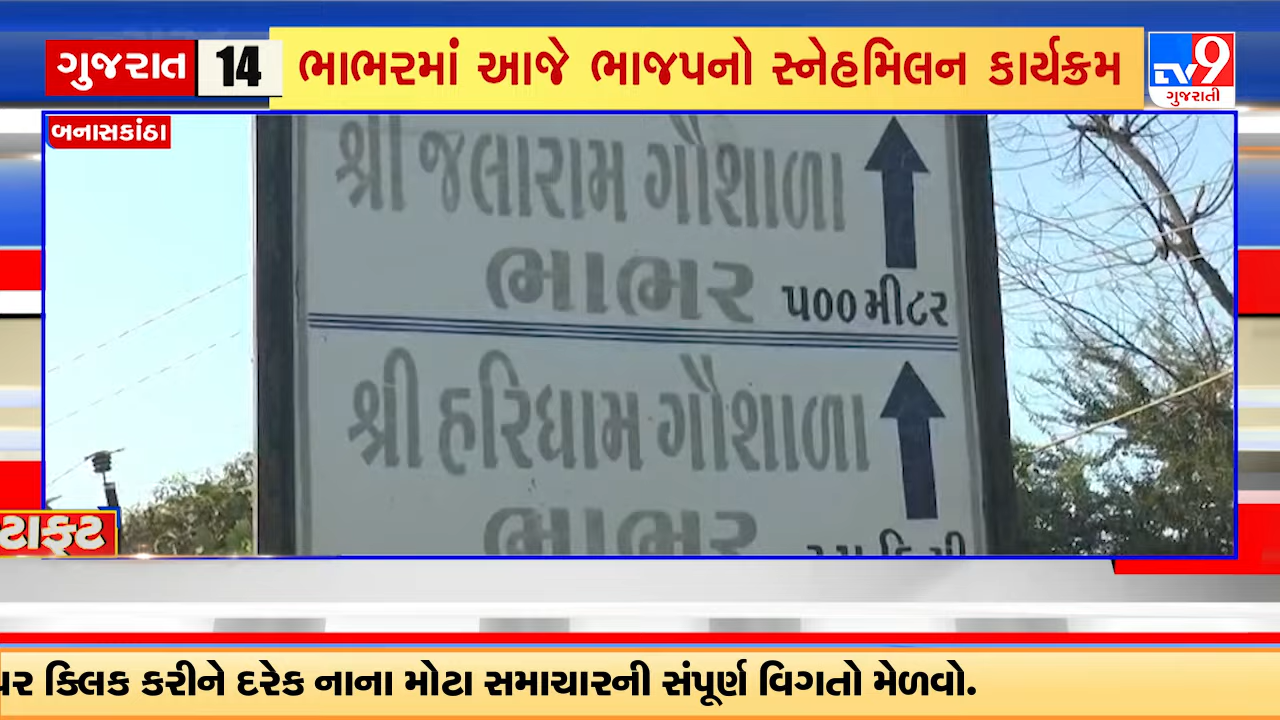 ગુજરાત 14 ભાભરમાં આજે ભાજપનો સ્નેહમિલન કાર્યક્રમ
TV9
ગુજરાતી
બનાસકાંઠા
શ્રી જલારામ ગૌશાળા
ભાભર ૫૦૦ મીટર
શ્રી હરિધામ ગૌશાળા
ભાભર
ટાફટ
પર ક્લિક કરીને દરેક નાના મોટા સમાચારની સંપૂર્ણ વિગતો મેળવો.